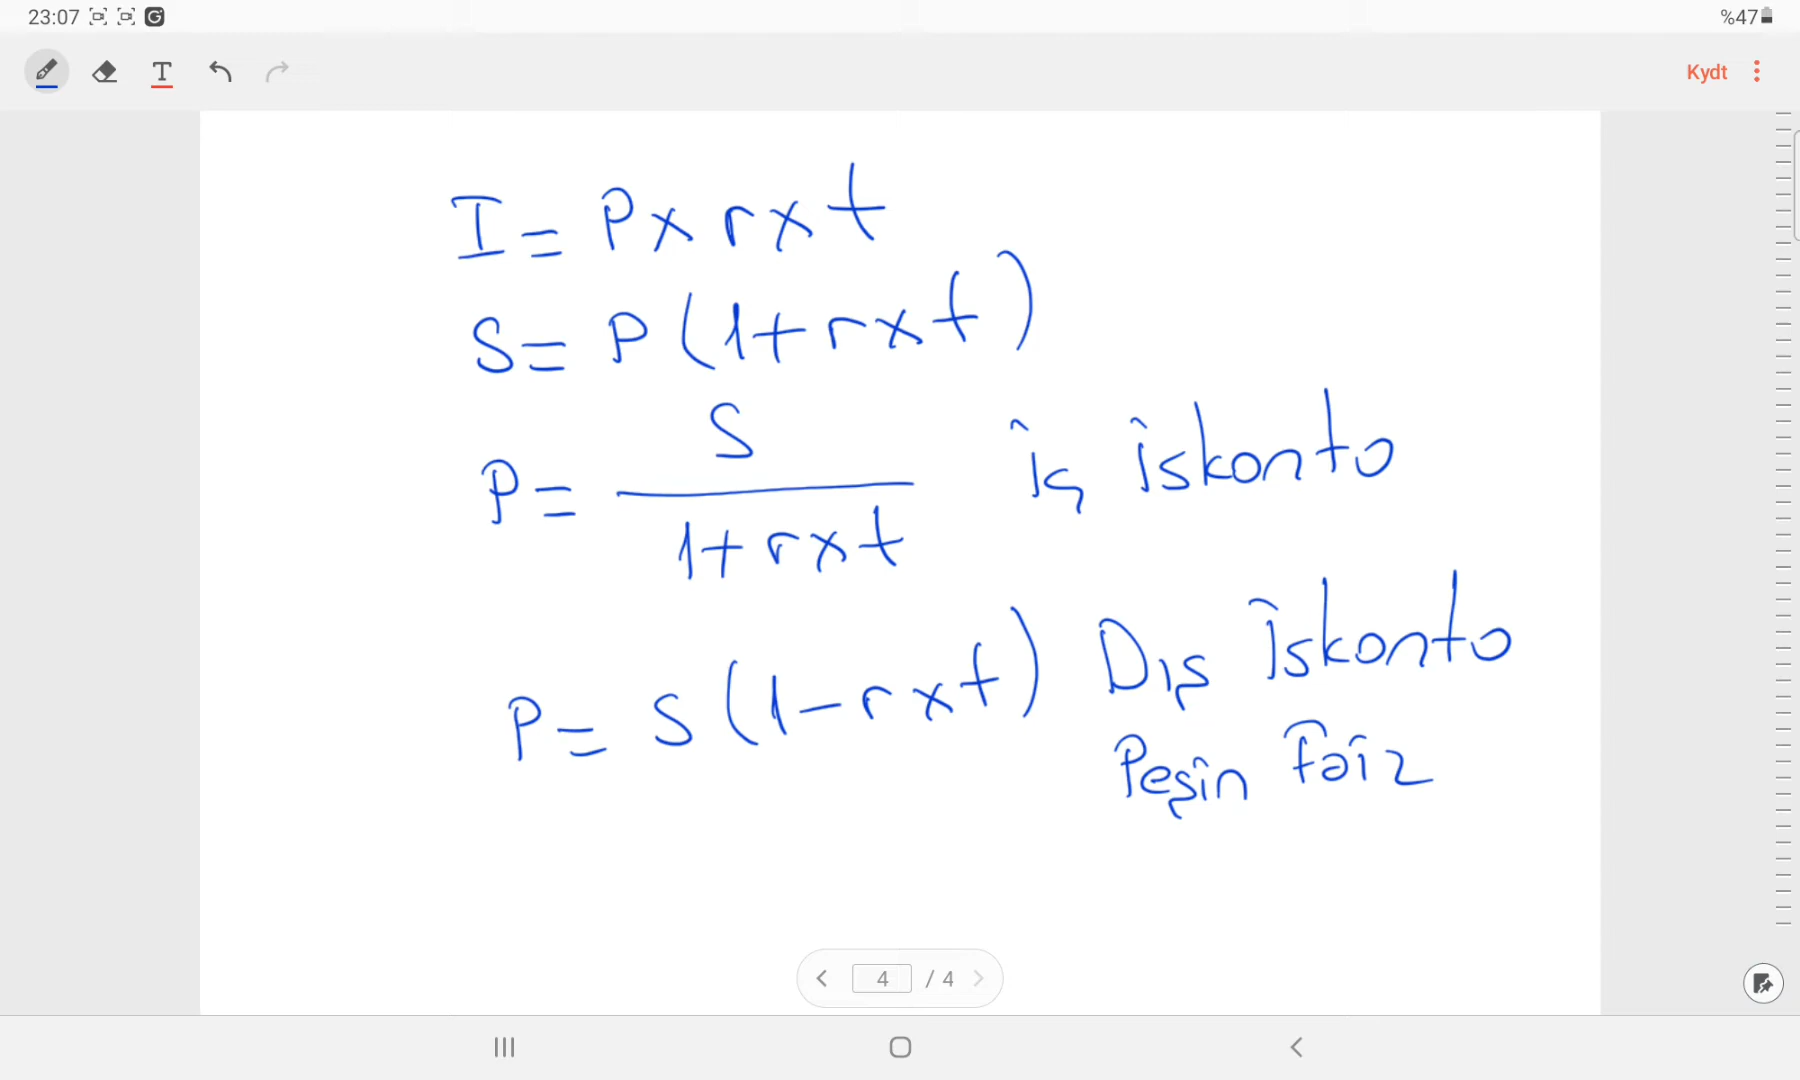 23:07
%47
T
Kydt
I = P x r x t
S = P (1 + r x t)
P = S / 1 + r x t İç İskonto
P = S (1 - r x t) Dış İskonto
Peşin Faiz
4 / 4